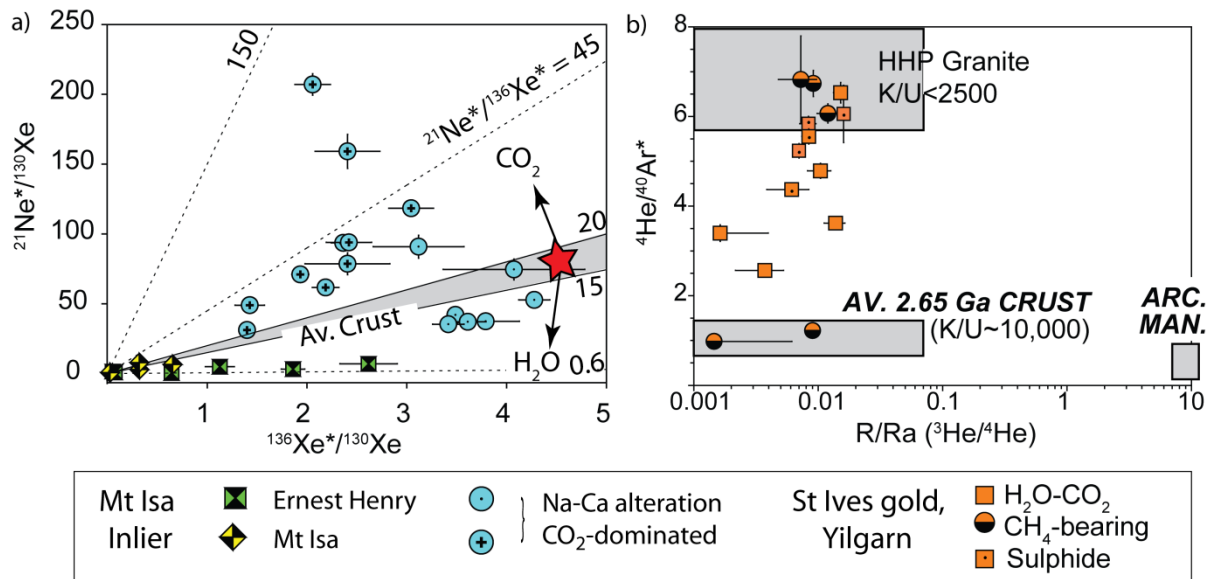 a)
250
200
150
100
50
0
²¹Ne*/¹³⁰Xe
150
²¹Ne*/¹³⁶Xe* = 45
CO₂
20
15
Av. Crust
H₂O
0.6
1
2
3
4
5
¹³⁶Xe*/¹³⁰Xe
b)
8
6
4
2
⁴He/⁴⁰Ar*
HHP Granite
K/U<2500
AV. 2.65 Ga CRUST
(K/U~10,000)
ARC.
MAN.
0.001
0.01
0.1
1
10
R/Ra (³He/⁴He)
Mt Isa
Inlier
Ernest Henry
Mt Isa
Na-Ca alteration
CO₂-dominated
St Ives gold,
Yilgarn
H₂O-CO₂
CH₄-bearing
Sulphide